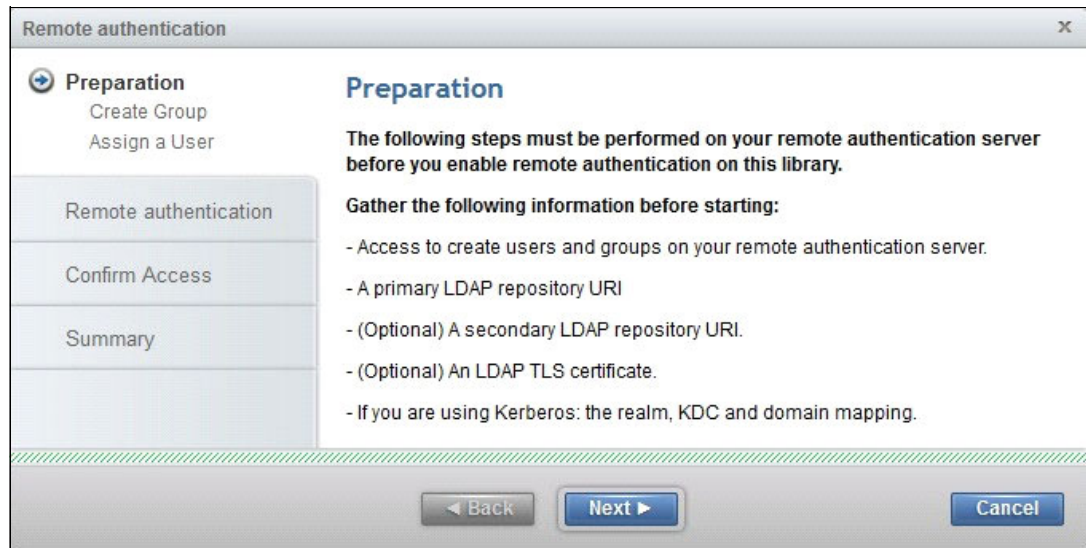 Remote authentication
x
Preparation
Create Group
Assign a User
Remote authentication
Confirm Access
Summary
Preparation
The following steps must be performed on your remote authentication server
before you enable remote authentication on this library.
Gather the following information before starting:
- Access to create users and groups on your remote authentication server.
- A primary LDAP repository URI
- (Optional) A secondary LDAP repository URI.
- (Optional) An LDAP TLS certificate.
- If you are using Kerberos: the realm, KDC and domain mapping.
◄ Back
Next ►
Cancel